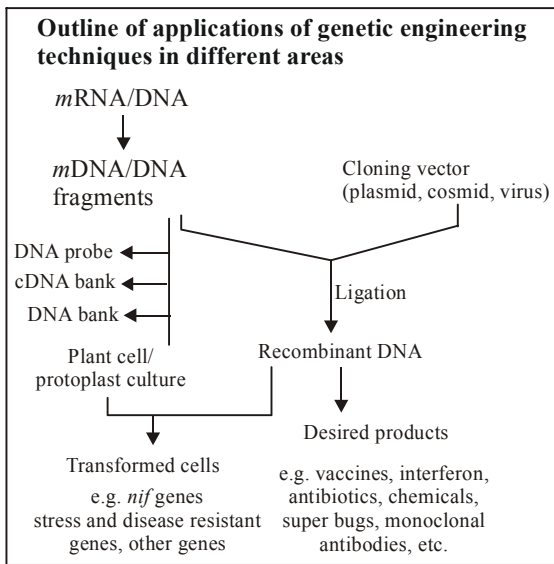 Outline of applications of genetic engineering
techniques in different areas
mRNA/DNA
mDNA/DNA
fragments
Cloning vector
(plasmid, cosmid, virus)
DNA probe
cDNA bank
DNA bank
Ligation
Plant cell/
protoplast culture
Recombinant DNA
Transformed cells
e.g. nif genes
stress and disease resistant
genes, other genes
Desired products
e.g. vaccines, interferon,
antibiotics, chemicals,
super bugs, monoclonal
antibodies, etc.